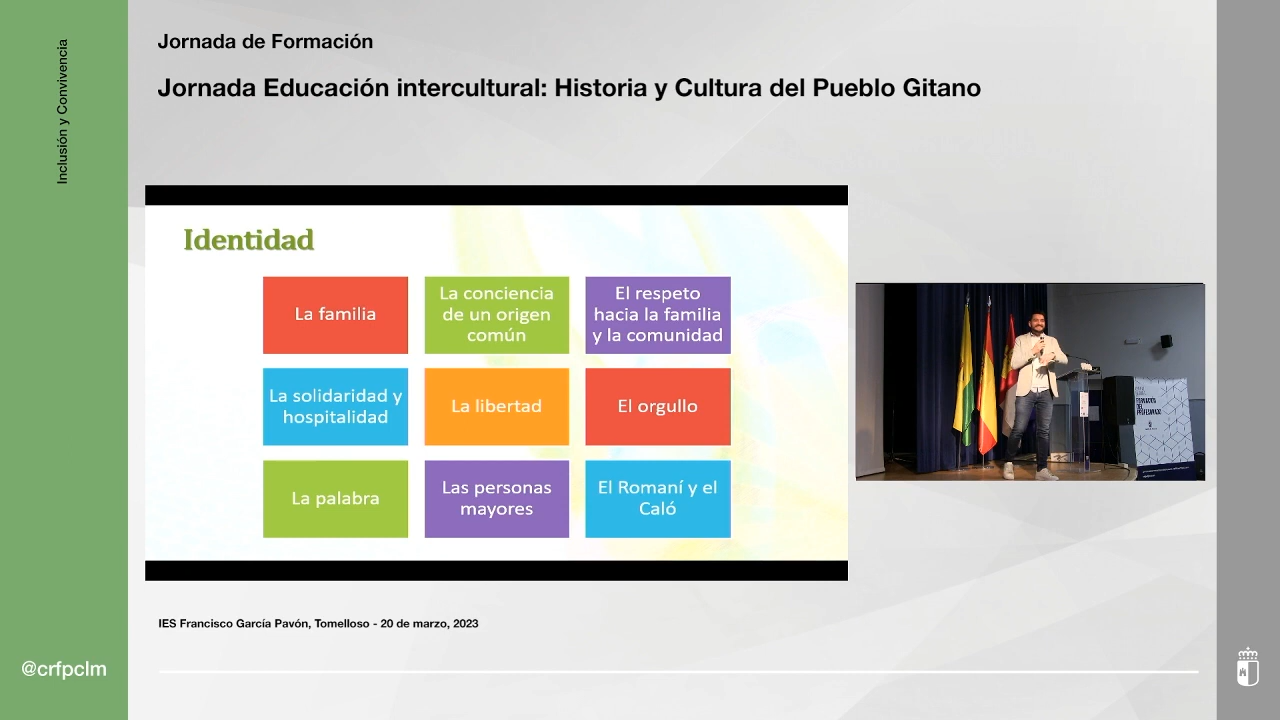 Inclusión y Convivencia
Jornada de Formación
Jornada Educación intercultural: Historia y Cultura del Pueblo Gitano
Identidad
La familia
La conciencia
de un origen
común
El respeto
hacia la familia
y la comunidad
La solidaridad y
hospitalidad
La libertad
El orgullo
La palabra
Las personas
mayores
El Romaní y el
Caló
IES Francisco García Pavón, Tomelloso - 20 de marzo, 2023
@crfpclm